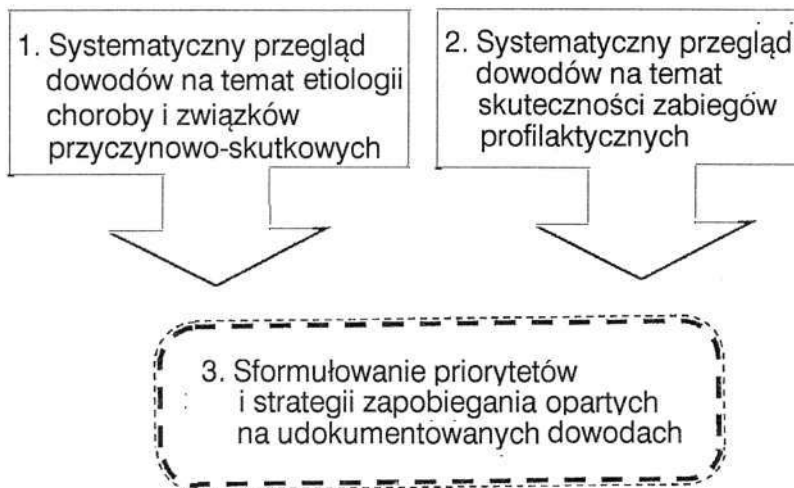 1. Systematyczny przegląd
dowodów na temat etiologii
choroby i związków
przyczynowo-skutkowych
2. Systematyczny przegląd
dowodów na temat
skuteczności zabiegów
profilaktycznych
3. Sformułowanie priorytetów
i strategii zapobiegania opartych
na udokumentowanych dowodach